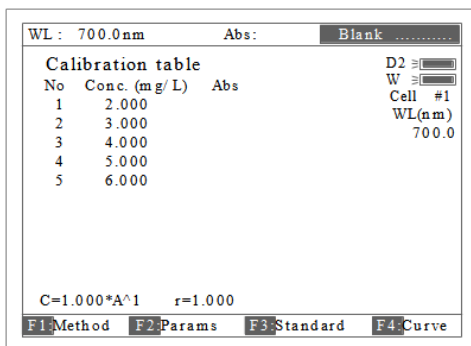 WL: 700.0nm Abs: Blank ...........
Calibration table
D2
No Conc. (mg/L) Abs
W
1 2.000
Cell #1
2 3.000
WL(nm)
3 4.000
700.0
4 5.000
5 6.000
C=1.000*A^1 r=1.000
F1:Method F2:Params F3:Standard F4:Curve